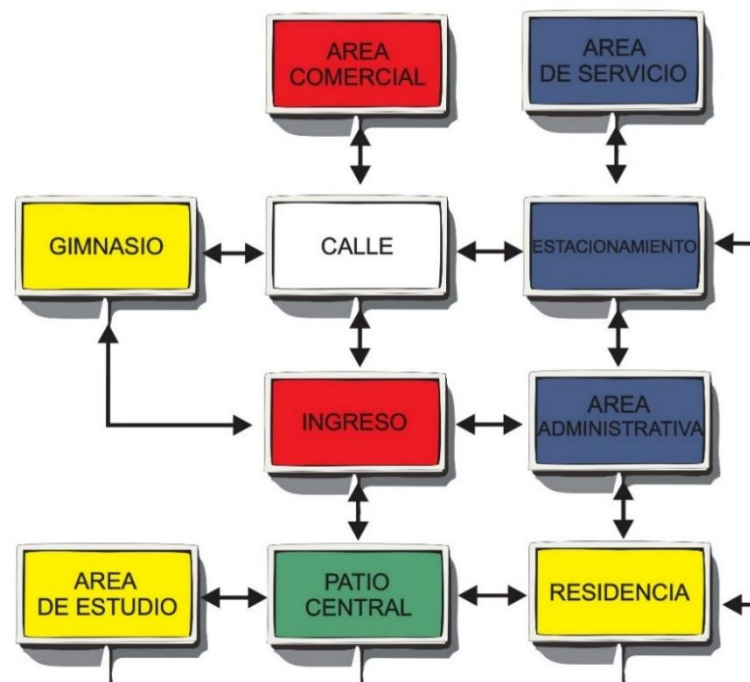 AREA
COMERCIAL
AREA
DE SERVICIO
GIMNASIO
CALLE
ESTACIONAMIENTO
INGRESO
AREA
ADMINISTRATIVA
AREA
DE ESTUDIO
PATIO
CENTRAL
RESIDENCIA